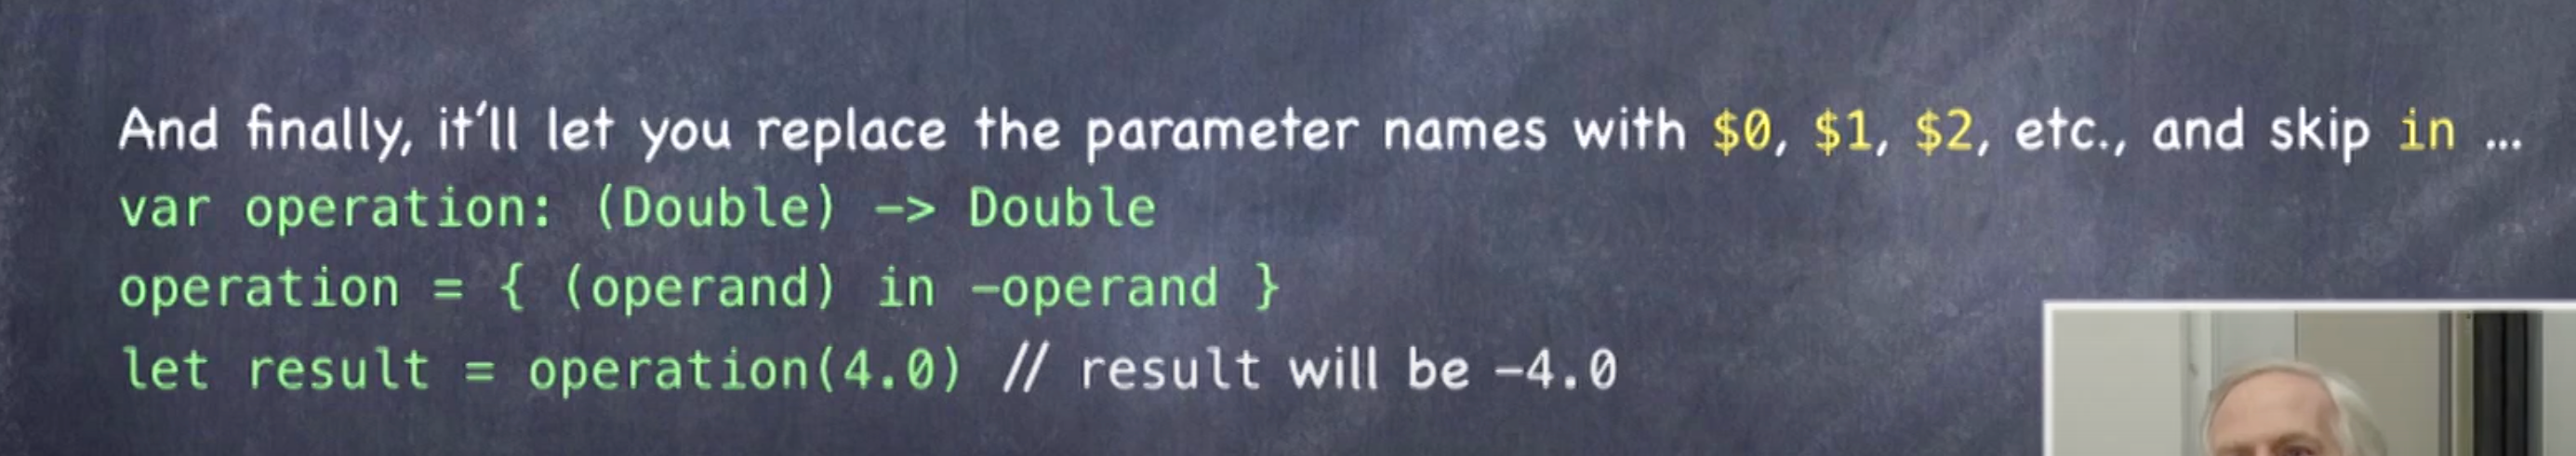 And finally, it'll let you replace the parameter names with $0, $1, $2, etc., and skip in ...
var operation: (Double) -> Double
operation = { (operand) in -operand }
let result = operation(4.0) // result will be -4.0